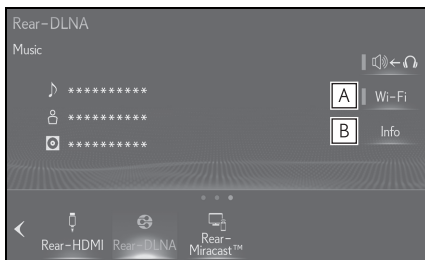 Rear-DLNA
Music
**********
A Wi-Fi
**********
B Info
**********
Rear-HDMI Rear-DLNA Rear-Miracast™